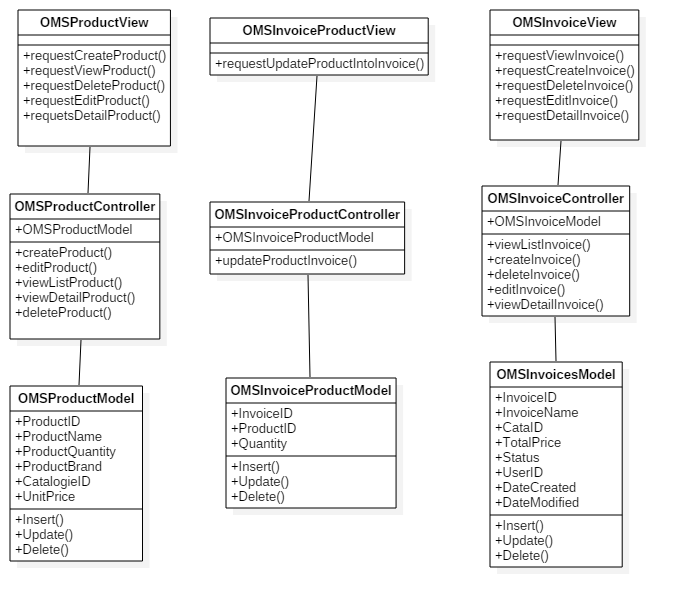 OMSProductView
+requestCreateProduct()
+requestViewProduct()
+requestDeleteProduct()
+requestEditProduct()
+requetsDetailProduct()
OMSProductController
+OMSProductModel
+createProduct()
+editProduct()
+viewListProduct()
+viewDetailProduct()
+deleteProduct()
OMSProductModel
+ProductID
+ProductName
+ProductQuantity
+ProductBrand
+CatalogieID
+UnitPrice
+Insert()
+Update()
+Delete()
OMSInvoiceProductView
+requestUpdateProductIntoInvoice()
OMSInvoiceProductController
+OMSInvoiceProductModel
+updateProductInvoice()
OMSInvoiceProductModel
+InvoiceID
+ProductID
+Quantity
+Insert()
+Update()
+Delete()
OMSInvoiceView
+requestViewInvoice()
+requestCreateInvoice()
+requestDeleteInvoice()
+requestEditInvoice()
+requestDetailInvoice()
OMSInvoiceController
+OMSInvoiceModel
+viewListInvoice()
+createInvoice()
+deleteInvoice()
+editInvoice()
+viewDetailInvoice()
OMSInvoicesModel
+InvoiceID
+InvoiceName
+CataID
+TotalPrice
+Status
+UserID
+DateCreated
+DateModified
+Insert()
+Update()
+Delete()